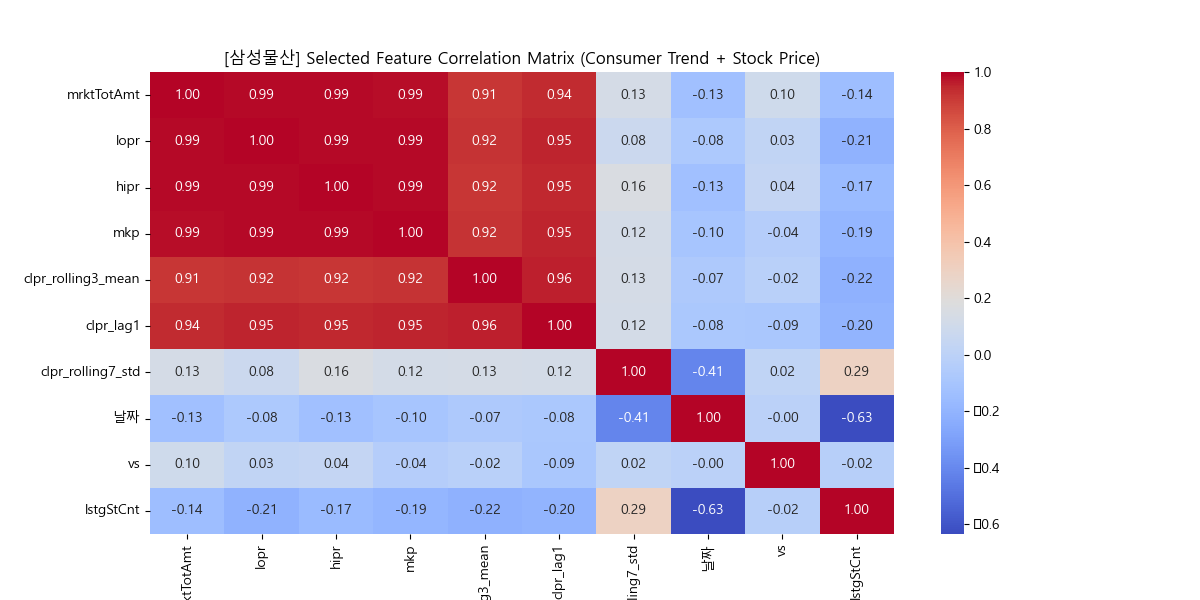 [삼성물산] Selected Feature Correlation Matrix (Consumer Trend + Stock Price)
mrktTotAmt 1.00 0.99 0.99 0.99 0.91 0.94 0.13 -0.13 0.10 -0.14
lopr 0.99 1.00 0.99 0.99 0.92 0.95 0.08 -0.08 0.03 -0.21
hipr 0.99 0.99 1.00 0.99 0.92 0.95 0.16 -0.13 0.04 -0.17
mkp 0.99 0.99 0.99 1.00 0.92 0.95 0.12 -0.10 -0.04 -0.19
clpr_rolling3_mean 0.91 0.92 0.92 0.92 1.00 0.96 0.13 -0.07 -0.02 -0.22
clpr_lag1 0.94 0.95 0.95 0.95 0.96 1.00 0.12 -0.08 -0.09 -0.20
clpr_rolling7_std 0.13 0.08 0.16 0.12 0.13 0.12 1.00 -0.41 0.02 0.29
날짜 -0.13 -0.08 -0.13 -0.10 -0.07 -0.08 -0.41 1.00 -0.00 -0.63
vs 0.10 0.03 0.04 -0.04 -0.02 -0.09 0.02 -0.00 1.00 -0.02
lstgStCnt -0.14 -0.21 -0.17 -0.19 -0.22 -0.20 0.29 -0.63 -0.02 1.00
ktTotAmt lopr hipr mkp g3_mean clpr_lag1 ling7_std 날짜 vs lstgStCnt
1.0
0.8
0.6
0.4
0.2
0.0
▯0.2
▯0.4
▯0.6